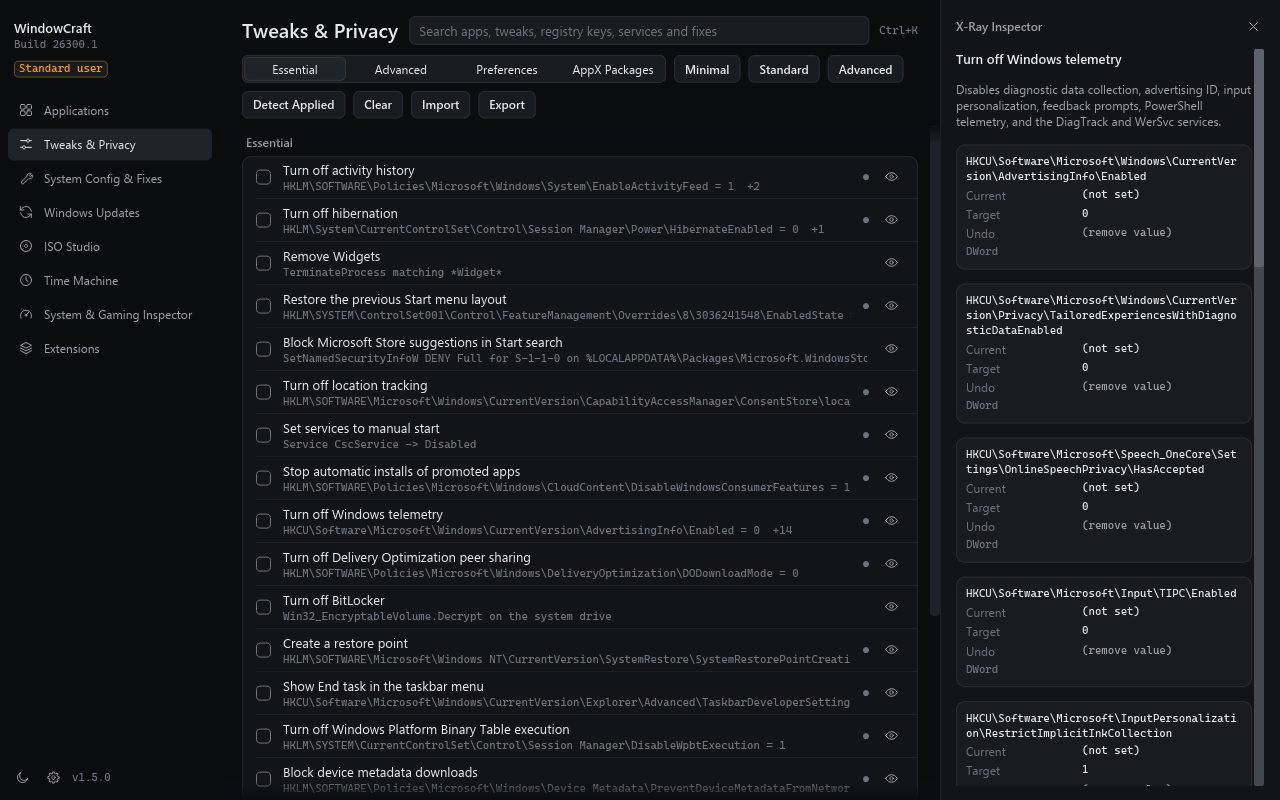 WindowCraft
Build 26300.1
Standard user
Applications
Tweaks & Privacy
System Config & Fixes
Windows Updates
ISO Studio
Time Machine
System & Gaming Inspector
Extensions
v1.5.0
Tweaks & Privacy
Search apps, tweaks, registry keys, services and fixes
Ctrl+K
Essential
Advanced
Preferences
AppX Packages
Minimal
Standard
Advanced
Detect Applied
Clear
Import
Export
Essential
Turn off activity history
HKLM\SOFTWARE\Policies\Microsoft\Windows\System\EnableActivityFeed = 1  +2
Turn off hibernation
HKLM\System\CurrentControlSet\Control\Session Manager\Power\HibernateEnabled = 0  +1
Remove Widgets
TerminateProcess matching *Widget*
Restore the previous Start menu layout
HKLM\SYSTEM\ControlSet001\Control\FeatureManagement\Overrides\8\3036241548\EnabledState
Block Microsoft Store suggestions in Start search
SetNamedSecurityInfoW DENY Full for S-1-1-0 on %LOCALAPPDATA%\Packages\Microsoft.WindowsSto
Turn off location tracking
HKLM\SOFTWARE\Microsoft\Windows\CurrentVersion\CapabilityAccessManager\ConsentStore\loca
Set services to manual start
Service CscService -> Disabled
Stop automatic installs of promoted apps
HKLM\SOFTWARE\Policies\Microsoft\Windows\CloudContent\DisableWindowsConsumerFeatures = 1
Turn off Windows telemetry
HKCU\Software\Microsoft\Windows\CurrentVersion\AdvertisingInfo\Enabled = 0  +14
Turn off Delivery Optimization peer sharing
HKLM\SOFTWARE\Policies\Microsoft\Windows\DeliveryOptimization\DODownloadMode = 0
Turn off BitLocker
Win32_EncryptableVolume.Decrypt on the system drive
Create a restore point
HKLM\SOFTWARE\Microsoft\Windows NT\CurrentVersion\SystemRestore\SystemRestorePointCreati
Show End task in the taskbar menu
HKCU\Software\Microsoft\Windows\CurrentVersion\Explorer\Advanced\TaskbarDeveloperSetting
Turn off Windows Platform Binary Table execution
HKLM\SYSTEM\CurrentControlSet\Control\Session Manager\DisableWpbtExecution = 1
Block device metadata downloads
HKLM\SOFTWARE\Policies\Microsoft\Windows\Device Metadata\PreventDeviceMetadataFromNetwor
X-Ray Inspector
Turn off Windows telemetry
Disables diagnostic data collection, advertising ID, input
personalization, feedback prompts, PowerShell
telemetry, and the DiagTrack and WerSvc services.
HKCU\Software\Microsoft\Windows\CurrentVer
sion\AdvertisingInfo\Enabled
Current (not set)
Target 0
Undo (remove value)
DWord
HKCU\Software\Microsoft\Windows\CurrentVer
sion\Privacy\TailoredExperiencesWithDiagno
sticDataEnabled
Current (not set)
Target 0
Undo (remove value)
DWord
HKCU\Software\Microsoft\Speech_OneCore\Set
tings\OnlineSpeechPrivacy\HasAccepted
Current (not set)
Target 0
Undo (remove value)
DWord
HKCU\Software\Microsoft\Input\TIPC\Enabled
Current (not set)
Target 0
Undo (remove value)
DWord
HKCU\Software\Microsoft\InputPersonalizati
on\RestrictImplicitInkCollection
Current (not set)
Target 1